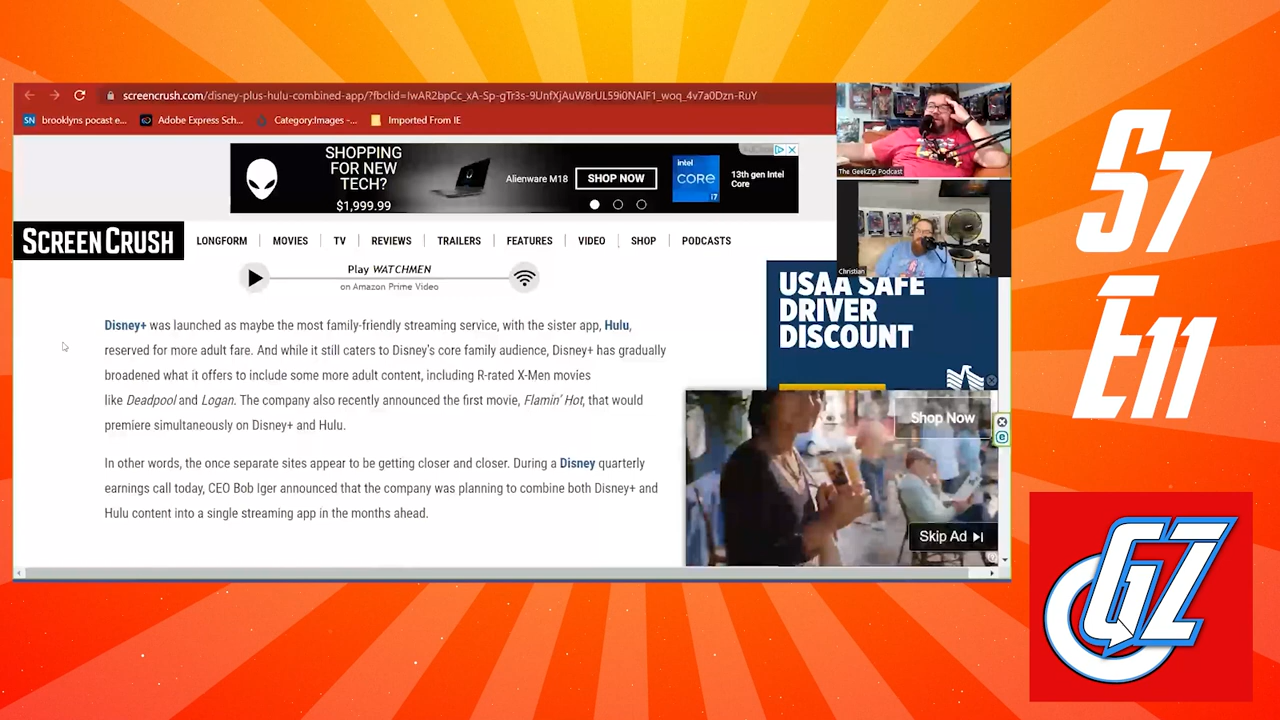 screencrush.com/disney-plus-hulu-combined-app/?fbclid=IwAR2bpCc_xA-Sp-gTr3s-9UnfXjAuW8rUL59i0NAlF1_woq_4v7a0Dzn-RuY
brooklyns pocast e...
Adobe Express Sch...
Category:Images -...
Imported From IE
SHOPPING
FOR NEW
TECH?
$1,999.99
Alienware M18
SHOP NOW
intel
CORE
i7
13th gen Intel
Core
The GeekZip Podcast
Christian
SCREENCRUSH
LONGFORM
MOVIES
TV
REVIEWS
TRAILERS
FEATURES
VIDEO
SHOP
PODCASTS
Play WATCHMEN
on Amazon Prime Video
Disney+ was launched as maybe the most family-friendly streaming service, with the sister app, Hulu,
reserved for more adult fare. And while it still caters to Disney's core family audience, Disney+ has gradually
broadened what it offers to include some more adult content, including R-rated X-Men movies
like Deadpool and Logan. The company also recently announced the first movie, Flamin' Hot, that would
premiere simultaneously on Disney+ and Hulu.
In other words, the once separate sites appear to be getting closer and closer. During a Disney quarterly
earnings call today, CEO Bob Iger announced that the company was planning to combine both Disney+ and
Hulu content into a single streaming app in the months ahead.
USAA SAFE
DRIVER
DISCOUNT
Shop Now
Skip Ad
S7
E11
GZ